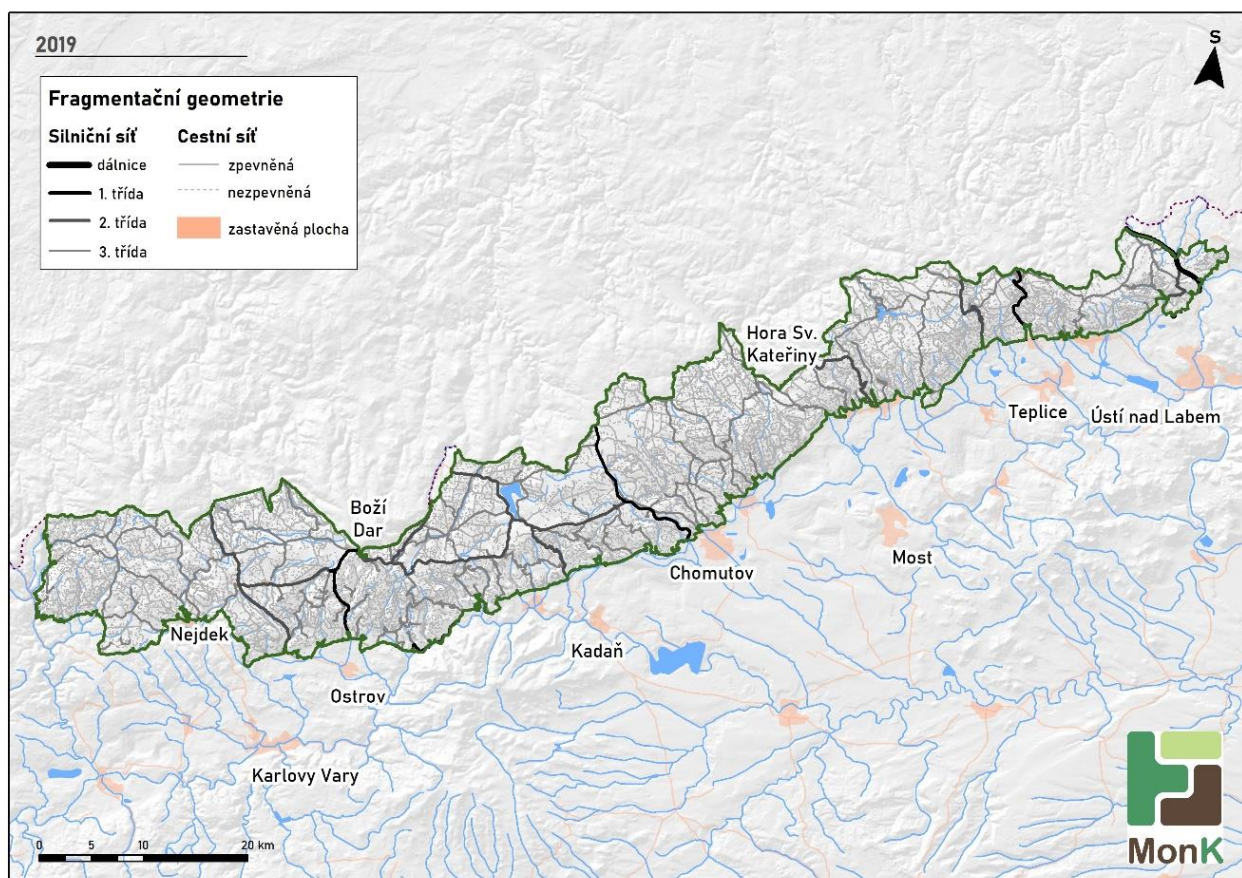 2019
S
Fragmentační geometrie
Silniční síť
Cestní síť
dálnice
zpevněná
1. třída
nezpevněná
2. třída
zastavěná plocha
3. třída
Hora Sv.
Kateřiny
Teplice
Ústí nad Labem
Boží
Dar
Most
Chomutov
Nejdek
Kadaň
Ostrov
Karlovy Vary
0 5 10 20 km
MonK